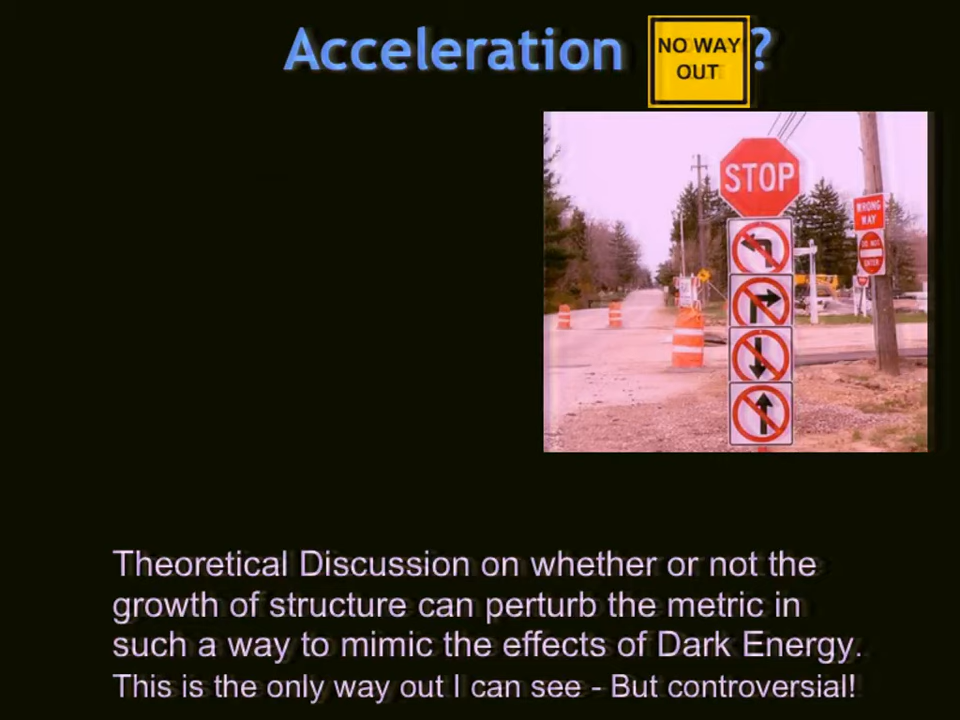 Acceleration NO WAY OUT ?
STOP
WRONG
WAY
DO NOT
ENTER
Theoretical Discussion on whether or not the
growth of structure can perturb the metric in
such a way to mimic the effects of Dark Energy.
This is the only way out I can see - But controversial!